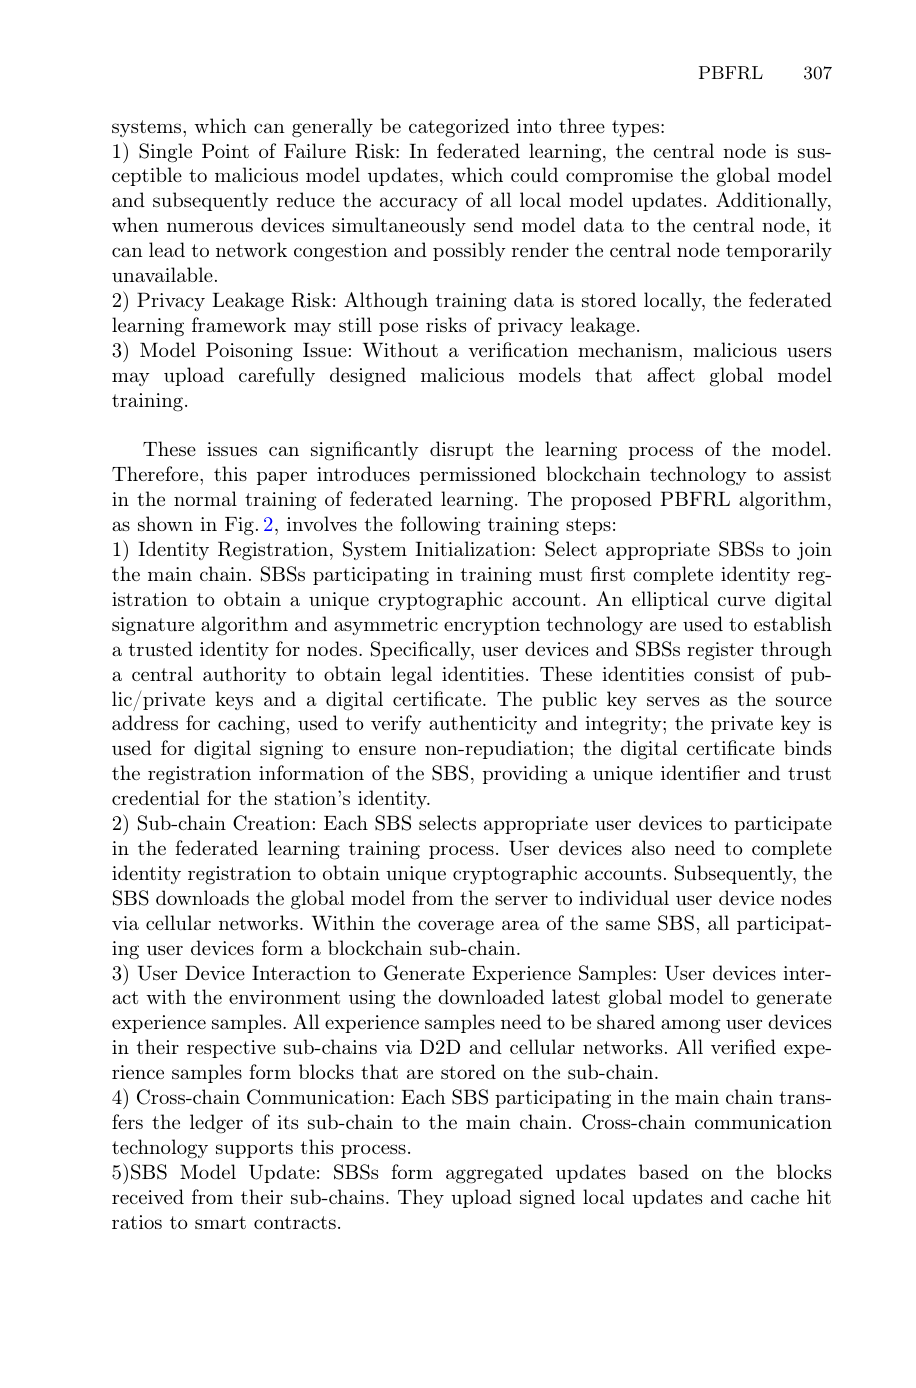 PBFRL 307
systems, which can generally be categorized into three types:
1) Single Point of Failure Risk: In federated learning, the central node is sus-
ceptible to malicious model updates, which could compromise the global model
and subsequently reduce the accuracy of all local model updates. Additionally,
when numerous devices simultaneously send model data to the central node, it
can lead to network congestion and possibly render the central node temporarily
unavailable.
2) Privacy Leakage Risk: Although training data is stored locally, the federated
learning framework may still pose risks of privacy leakage.
3) Model Poisoning Issue: Without a verification mechanism, malicious users
may upload carefully designed malicious models that affect global model
training.
These issues can significantly disrupt the learning process of the model.
Therefore, this paper introduces permissioned blockchain technology to assist
in the normal training of federated learning. The proposed PBFRL algorithm,
as shown in Fig. 2, involves the following training steps:
1) Identity Registration, System Initialization: Select appropriate SBSs to join
the main chain. SBSs participating in training must first complete identity reg-
istration to obtain a unique cryptographic account. An elliptical curve digital
signature algorithm and asymmetric encryption technology are used to establish
a trusted identity for nodes. Specifically, user devices and SBSs register through
a central authority to obtain legal identities. These identities consist of pub-
lic/private keys and a digital certificate. The public key serves as the source
address for caching, used to verify authenticity and integrity; the private key is
used for digital signing to ensure non-repudiation; the digital certificate binds
the registration information of the SBS, providing a unique identifier and trust
credential for the station's identity.
2) Sub-chain Creation: Each SBS selects appropriate user devices to participate
in the federated learning training process. User devices also need to complete
identity registration to obtain unique cryptographic accounts. Subsequently, the
SBS downloads the global model from the server to individual user device nodes
via cellular networks. Within the coverage area of the same SBS, all participat-
ing user devices form a blockchain sub-chain.
3) User Device Interaction to Generate Experience Samples: User devices inter-
act with the environment using the downloaded latest global model to generate
experience samples. All experience samples need to be shared among user devices
in their respective sub-chains via D2D and cellular networks. All verified expe-
rience samples form blocks that are stored on the sub-chain.
4) Cross-chain Communication: Each SBS participating in the main chain trans-
fers the ledger of its sub-chain to the main chain. Cross-chain communication
technology supports this process.
5)SBS Model Update: SBSs form aggregated updates based on the blocks
received from their sub-chains. They upload signed local updates and cache hit
ratios to smart contracts.